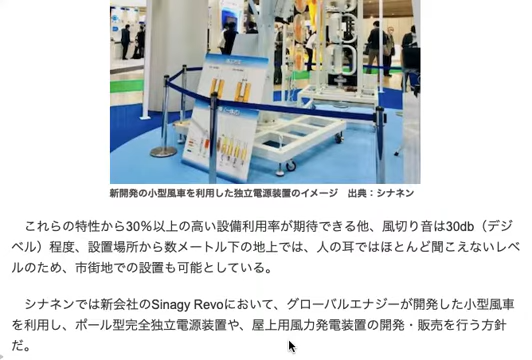 新開発の小型風車を利用した独立電源装置のイメージ　出典：シナネン
これらの特性から30％以上の高い設備利用率が期待できる他、風切り音は30db（デジ
ベル）程度、設置場所から数メートル下の地上では、人の耳ではほとんど聞こえないレベ
ルのため、市街地での設置も可能としている。
シナネンでは新会社のSinagy Revoにおいて、グローバルエナジーが開発した小型風車
を利用し、ポール型完全独立電源装置や、屋上用風力発電装置の開発・販売を行う方針
だ。